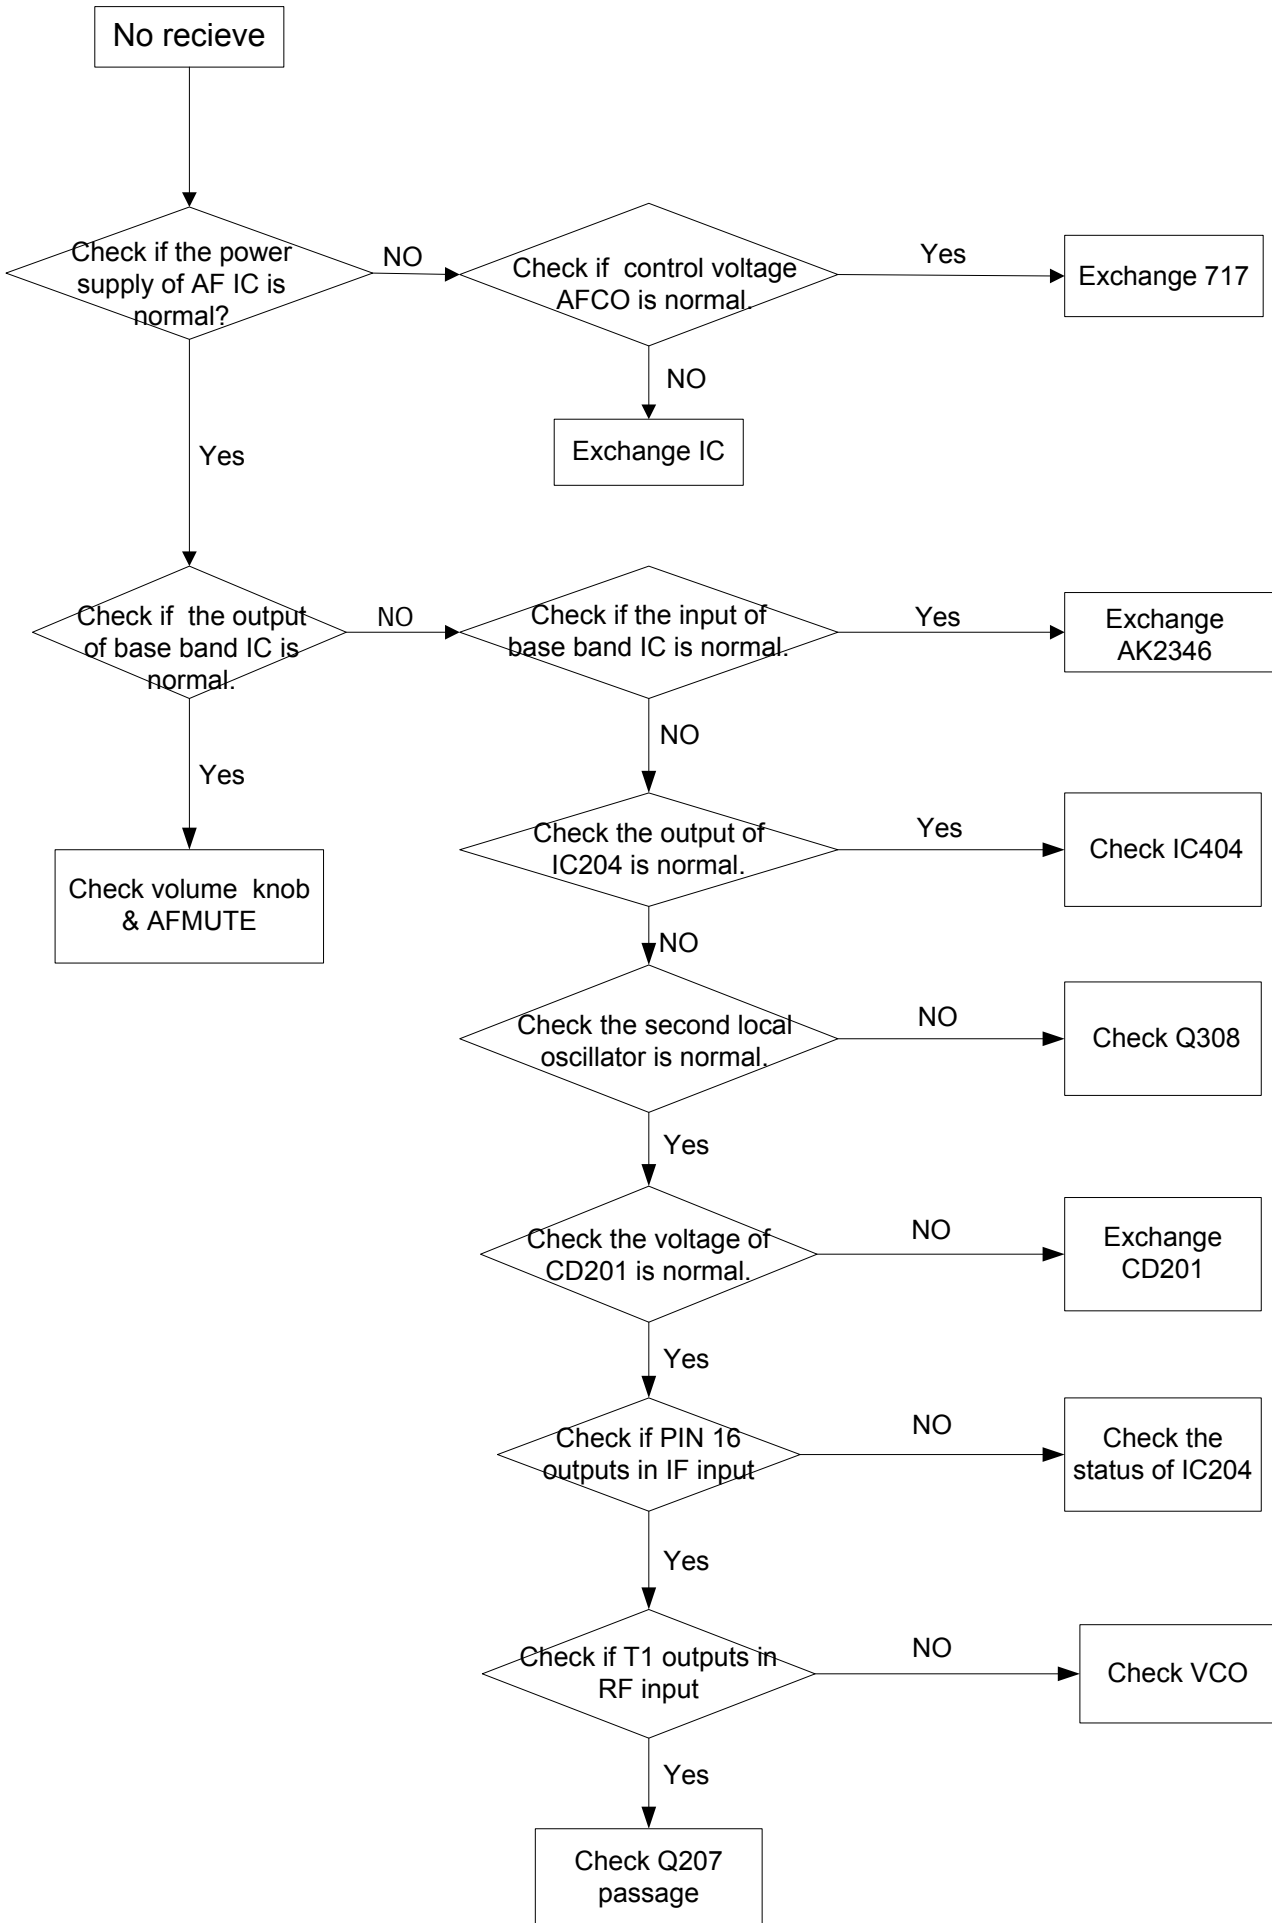 No recieve
Check if the power
supply of AF IC is
normal?
NO
Check if  control voltage
AFCO is normal.
Yes
Exchange 717
NO
Exchange IC
Yes
Check if  the output
of base band IC is
normal.
NO
Check if the input of
base band IC is normal.
Yes
Exchange
AK2346
NO
Yes
Check volume  knob
& AFMUTE
Check the output of
IC204 is normal.
Yes
Check IC404
NO
Check the second local
oscillator is normal.
NO
Check Q308
Yes
Check the voltage of
CD201 is normal.
NO
Exchange
CD201
Yes
Check if PIN 16
outputs in IF input
NO
Check the
status of IC204
Yes
Check if T1 outputs in
RF input
NO
Check VCO
Yes
Check Q207
passage